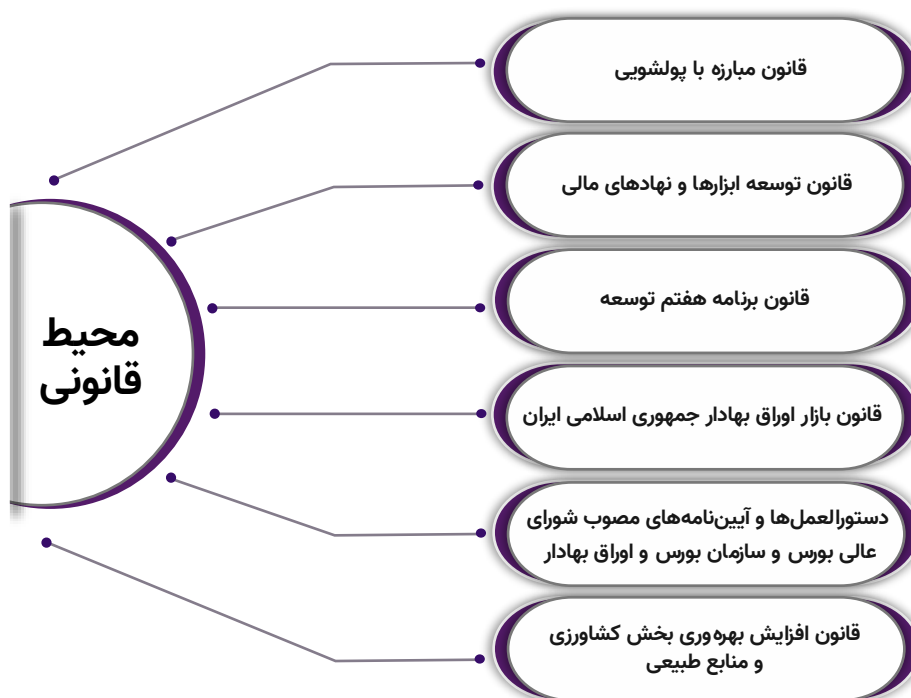 محیط
قانونی
قانون مبارزه با پولشویی
قانون توسعه ابزارها و نهادهای مالی
قانون برنامه هفتم توسعه
قانون بازار اوراق بهادار جمهوری اسلامی ایران
دستورالعمل‌ها و آیین‌نامه‌های مصوب شورای
عالی بورس و سازمان بورس و اوراق بهادار
قانون افزایش بهره‌وری بخش کشاورزی
و منابع طبیعی